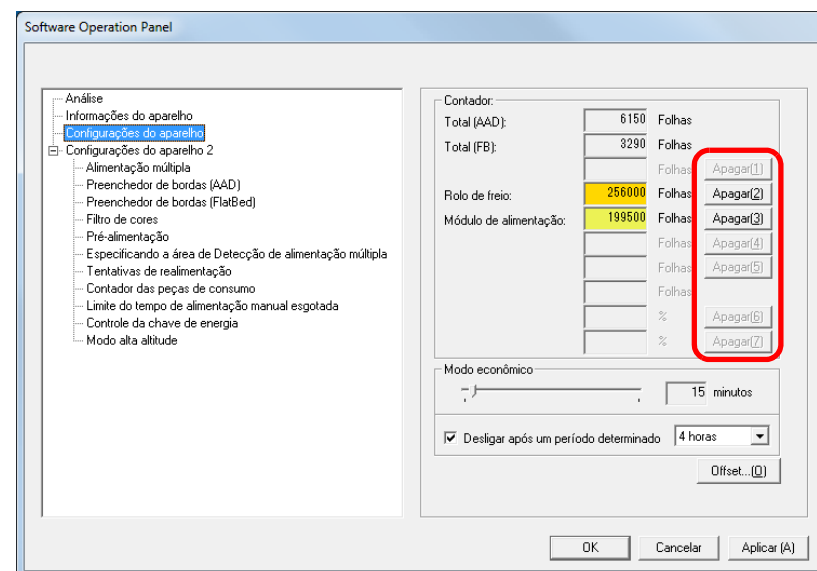 Software Operation Panel
Análise
Informações do aparelho
Configurações do aparelho
Configurações do aparelho 2
Alimentação múltipla
Preenchedor de bordas (AAD)
Preenchedor de bordas (FlatBed)
Filtro de cores
Pré-alimentação
Especificando a área de Detecção de alimentação múltipla
Tentativas de realimentação
Contador das peças de consumo
Limite do tempo de alimentação manual esgotada
Controle da chave de energia
Modo alta altitude
Contador:
Total (AAD): 6150 Folhas
Total (FB): 3290 Folhas
Folhas Apagar(1)
Rolo de freio: 256000 Folhas Apagar(2)
Módulo de alimentação: 199500 Folhas Apagar(3)
Folhas Apagar(4)
Folhas Apagar(5)
Folhas
% Apagar(6)
% Apagar(7)
Modo econômico
15 minutos
Desligar após um período determinado 4 horas
Offset...(O)
OK Cancelar Aplicar (A)